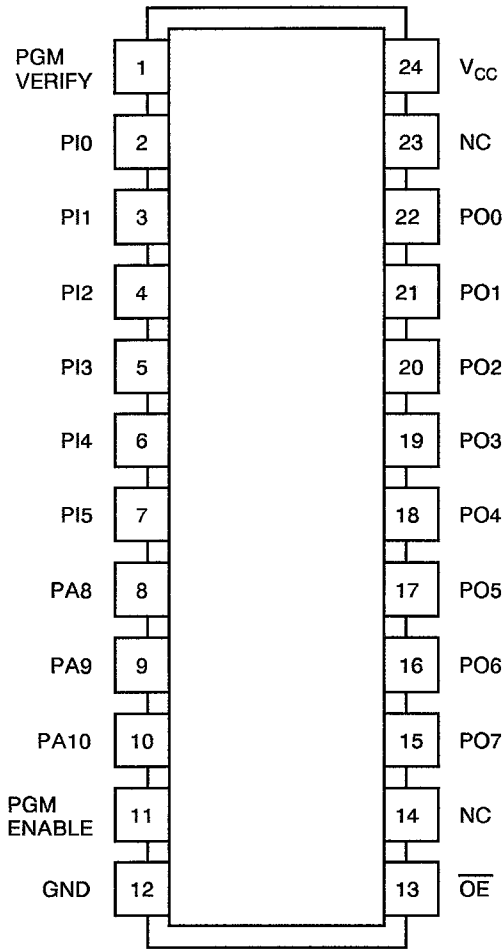 PGM
VERIFY 1 24 VCC
PI0 2 23 NC
PI1 3 22 PO0
PI2 4 21 PO1
PI3 5 20 PO2
PI4 6 19 PO3
PI5 7 18 PO4
PA8 8 17 PO5
PA9 9 16 PO6
PA10 10 15 PO7
PGM
ENABLE 11 14 NC
GND 12 13 OE